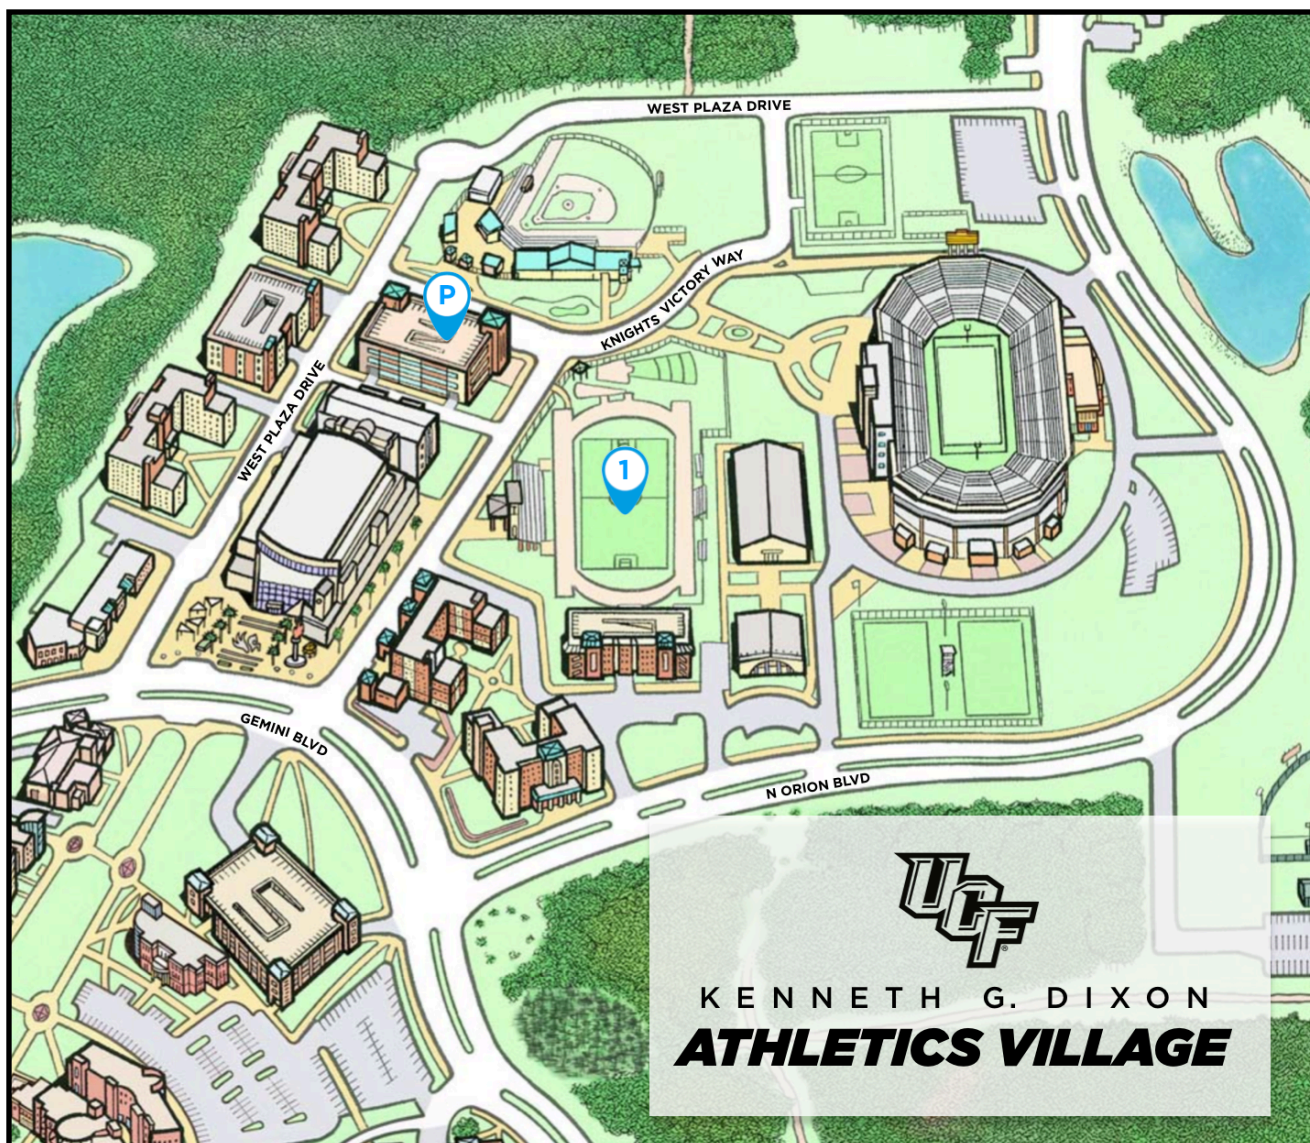 WEST PLAZA DRIVE
P
KNIGHTS VICTORY WAY
WEST PLAZA DRIVE
1
GEMINI BLVD
N ORION BLVD
UCF
KENNETH G. DIXON
ATHLETICS VILLAGE